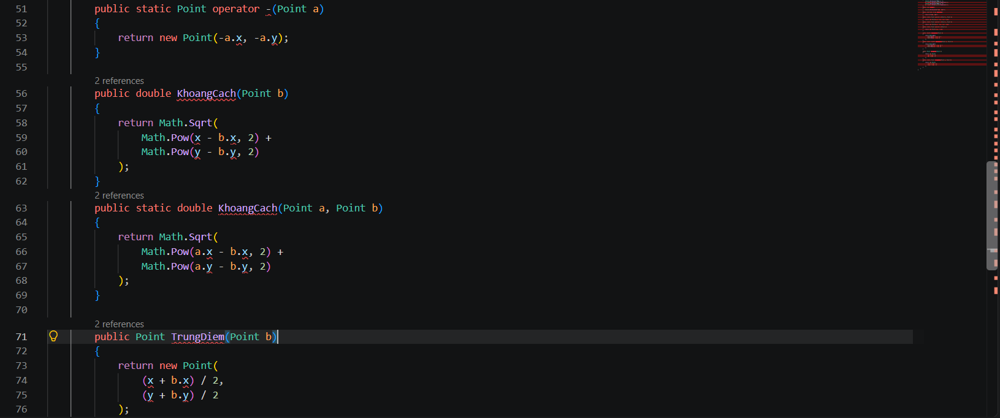 51 public static Point operator -(Point a)
52 {
53 return new Point(-a.x, -a.y);
54 }
55
2 references
56 public double KhoangCach(Point b)
57 {
58 return Math.Sqrt(
59 Math.Pow(x - b.x, 2) +
60 Math.Pow(y - b.y, 2)
61 );
62 }
2 references
63 public static double KhoangCach(Point a, Point b)
64 {
65 return Math.Sqrt(
66 Math.Pow(a.x - b.x, 2) +
67 Math.Pow(a.y - b.y, 2)
68 );
69 }
70
2 references
71 public Point TrungDiem(Point b)
72 {
73 return new Point(
74 (x + b.x) / 2,
75 (y + b.y) / 2
76 );